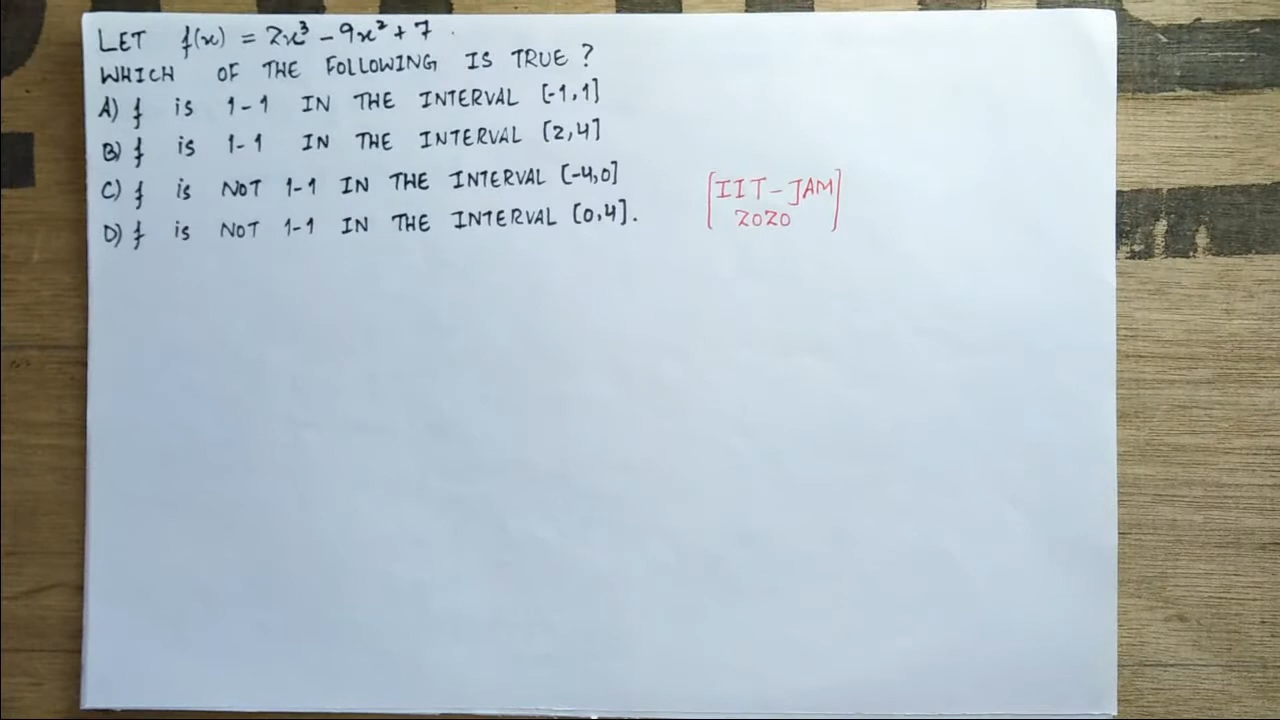 LET f(x) = 2x³ - 9x² + 7.
WHICH OF THE FOLLOWING IS TRUE ?
A) f is 1-1 IN THE INTERVAL [-1,1]
B) f is 1-1 IN THE INTERVAL [2,4]
C) f is NOT 1-1 IN THE INTERVAL [-4,0]
D) f is NOT 1-1 IN THE INTERVAL [0,4].
[IIT-JAM
2020]